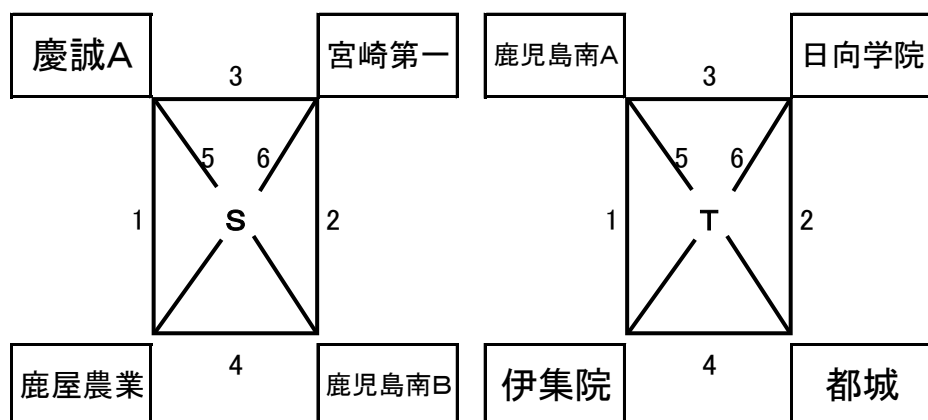 慶誠A 宮崎第一 鹿児島南A 日向学院
3 3
5 6 5 6
1 S 2 1 T 2
4 4
鹿屋農業 鹿児島南B 伊集院 都城